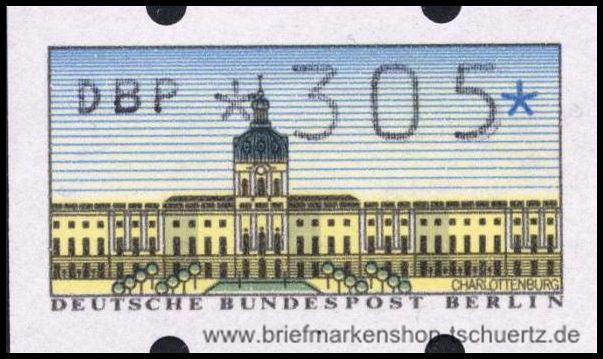 DBP *305*
CHARLOTTENBURG
DEUTSCHE BUNDESPOST BERLIN
www.briefmarkenshop-tschuertz.de